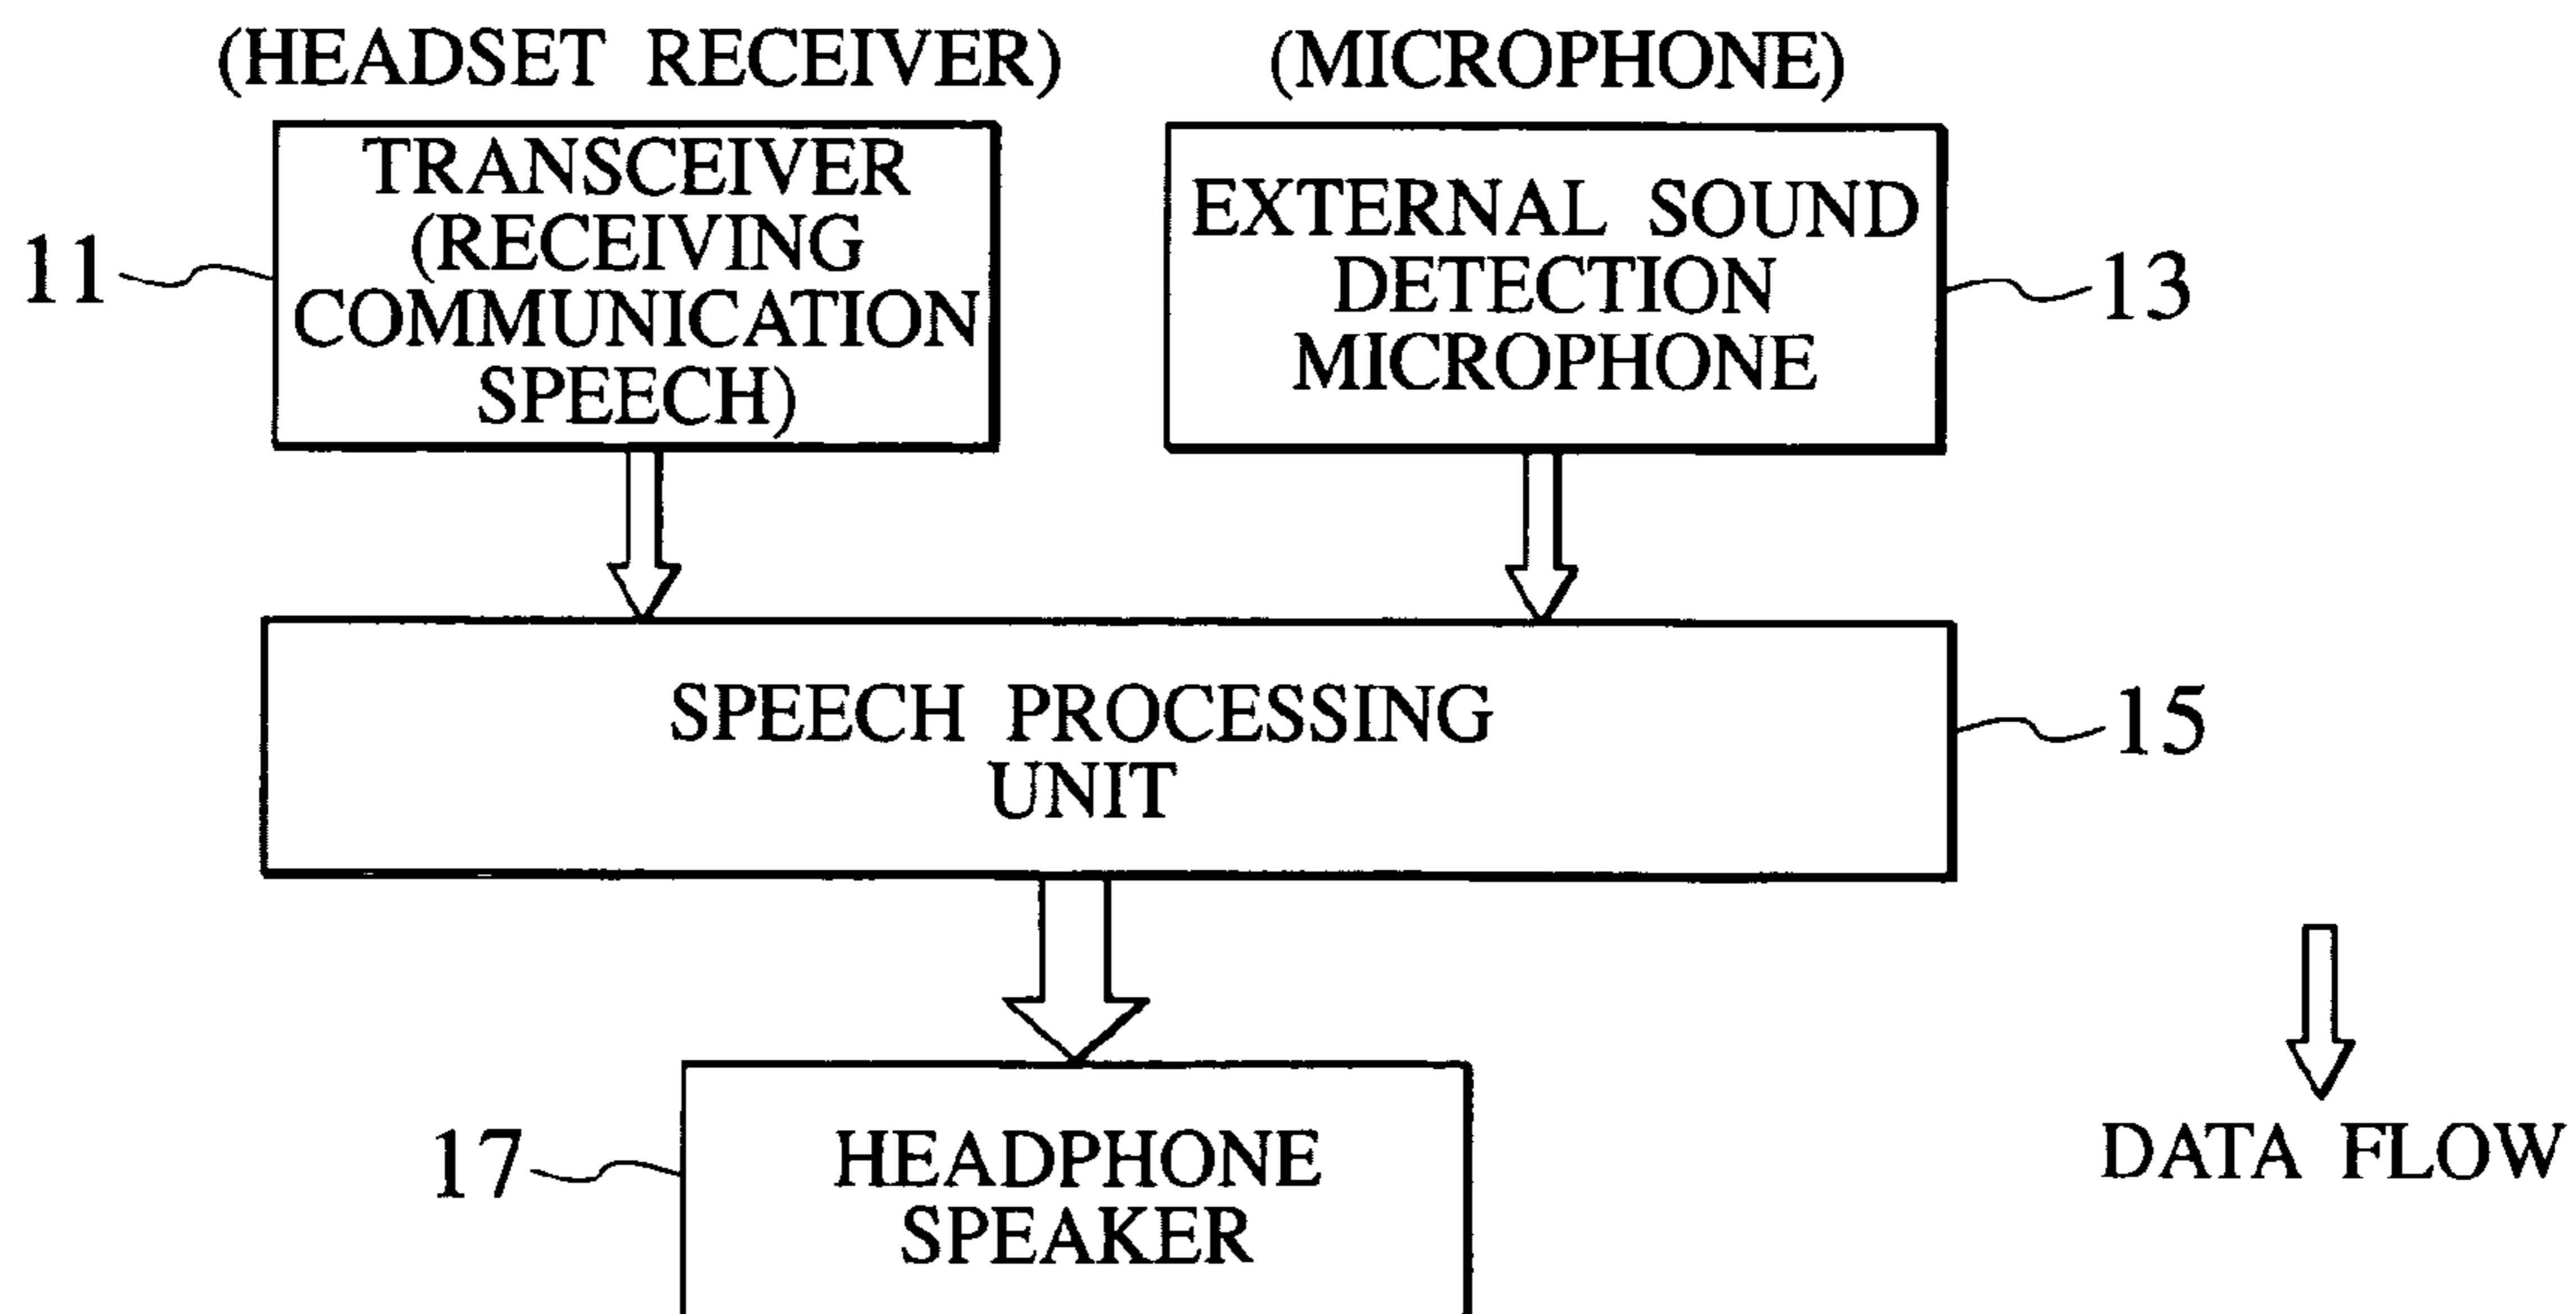 (HEADSET RECEIVER)
(MICROPHONE)
TRANSCEIVER
(RECEIVING
COMMUNICATION
SPEECH)
11
EXTERNAL SOUND
DETECTION
MICROPHONE
13
SPEECH PROCESSING
UNIT
15
17
HEADPHONE
SPEAKER
DATA FLOW